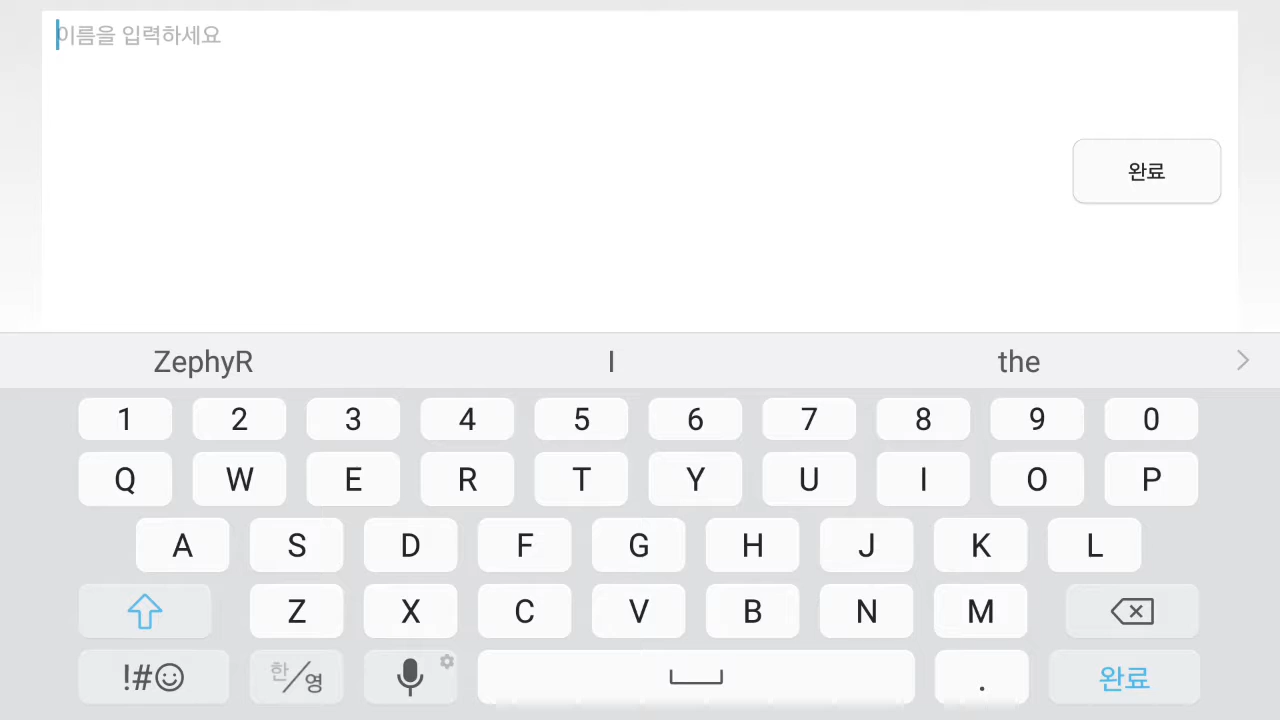 이름을 입력하세요
완료
ZephyR I the
1 2 3 4 5 6 7 8 9 0
Q W E R T Y U I O P
A S D F G H J K L
Z X C V B N M
!#☺ 한/영 . 완료